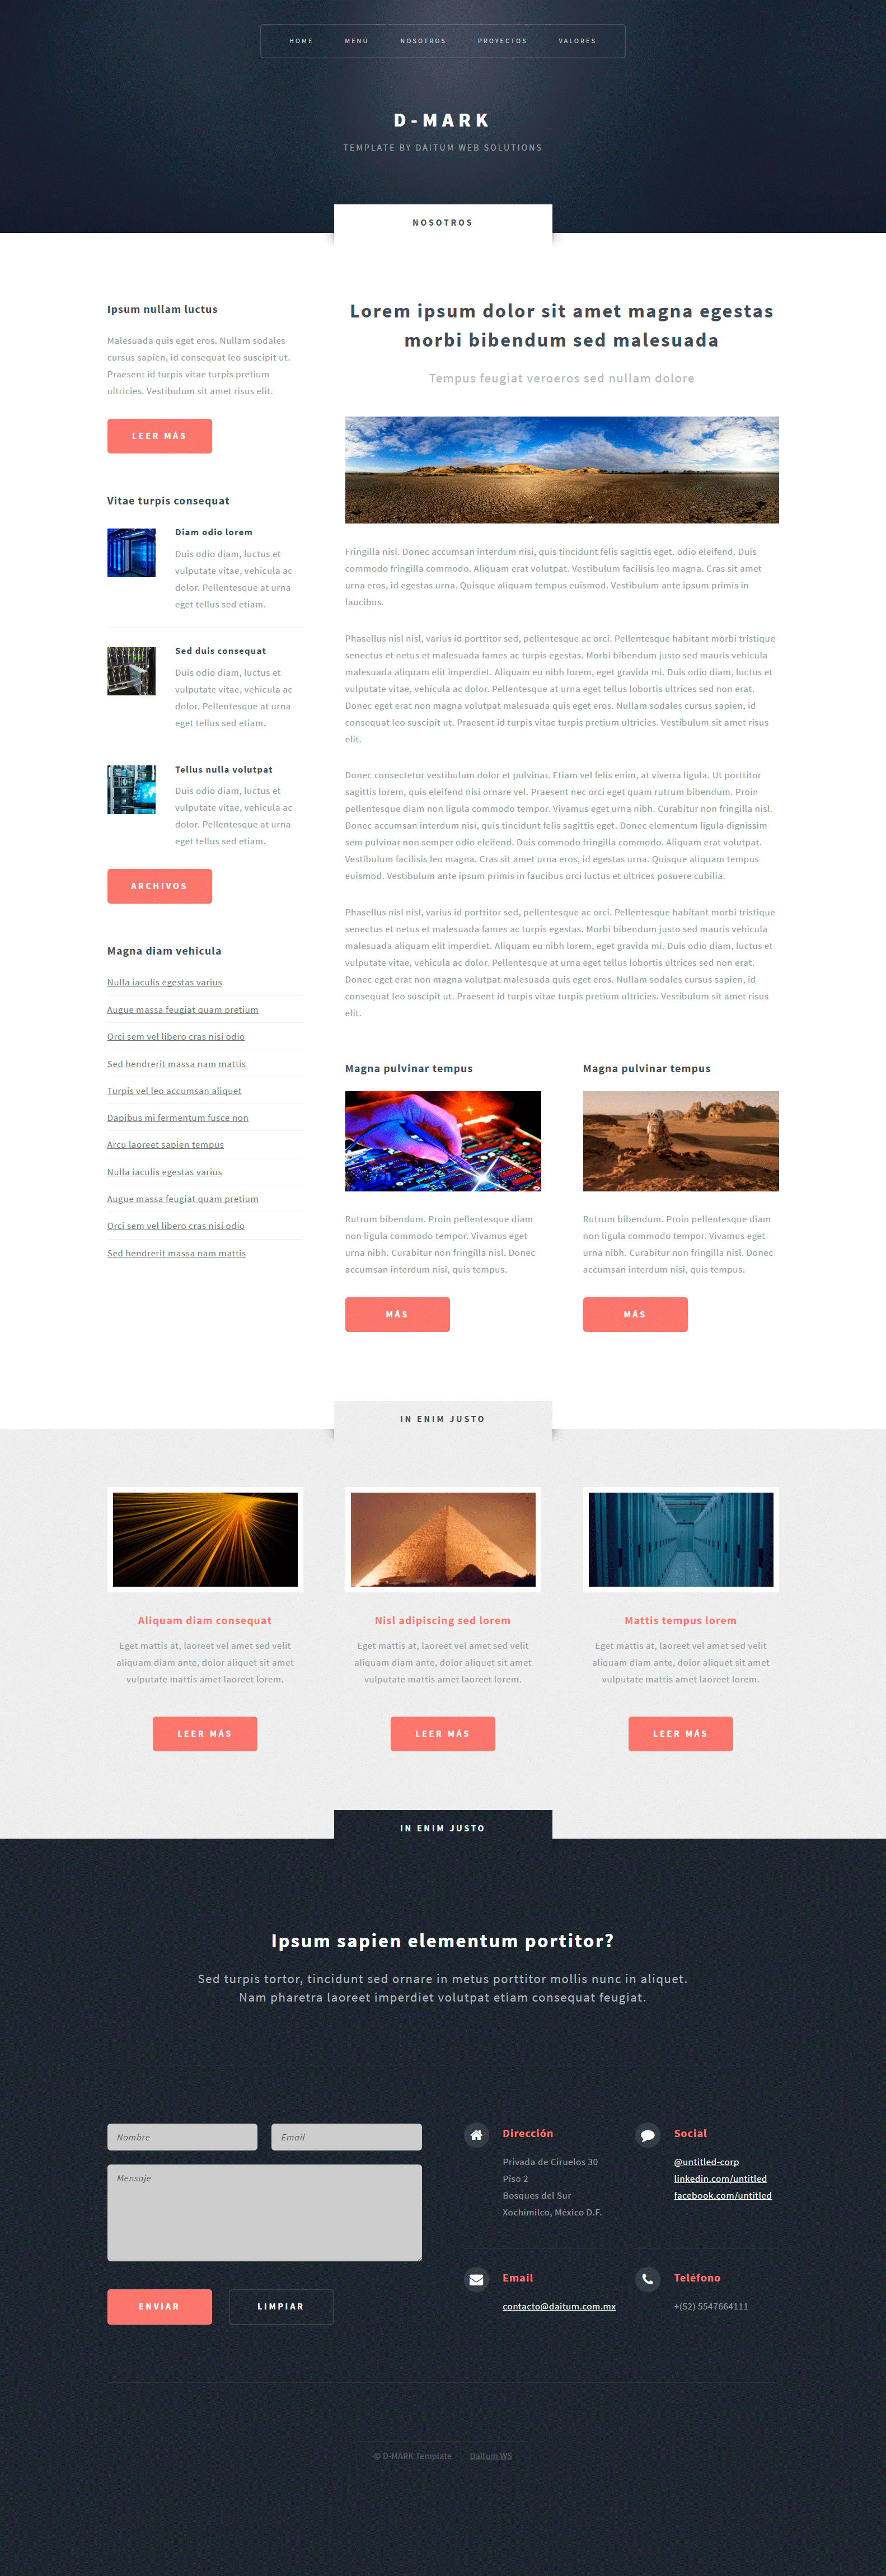 HOME MENÚ NOSOTROS PROYECTOS VALORES
D-MARK
TEMPLATE BY DAITUM WEB SOLUTIONS
NOSOTROS
Ipsum nullam luctus
Malesuada quis eget eros. Nullam sodales
cursus sapien, id consequat leo suscipit ut.
Praesent id turpis vitae turpis pretium
ultricies. Vestibulum sit amet risus elit.
LEER MÁS
Vitae turpis consequat
Diam odio lorem
Duis odio diam, luctus et
vulputate vitae, vehicula ac
dolor. Pellentesque at urna
eget tellus sed etiam.
Sed duis consequat
Duis odio diam, luctus et
vulputate vitae, vehicula ac
dolor. Pellentesque at urna
eget tellus sed etiam.
Tellus nulla volutpat
Duis odio diam, luctus et
vulputate vitae, vehicula ac
dolor. Pellentesque at urna
eget tellus sed etiam.
ARCHIVOS
Magna diam vehicula
Nulla iaculis egestas varius
Augue massa feugiat quam pretium
Orci sem vel libero cras nisi odio
Sed hendrerit massa nam mattis
Turpis vel leo accumsan aliquet
Dapibus mi fermentum fusce non
Arcu laoreet sapien tempus
Nulla iaculis egestas varius
Augue massa feugiat quam pretium
Orci sem vel libero cras nisi odio
Sed hendrerit massa nam mattis
Lorem ipsum dolor sit amet magna egestas
morbi bibendum sed malesuada
Tempus feugiat veroeros sed nullam dolore
Fringilla nisl. Donec accumsan interdum nisi, quis tincidunt felis sagittis eget. odio eleifend. Duis
commodo fringilla commodo. Aliquam erat volutpat. Vestibulum facilisis leo magna. Cras sit amet
urna eros, id egestas urna. Quisque aliquam tempus euismod. Vestibulum ante ipsum primis in
faucibus.
Phasellus nisl nisl, varius id porttitor sed, pellentesque ac orci. Pellentesque habitant morbi tristique
senectus et netus et malesuada fames ac turpis egestas. Morbi bibendum justo sed mauris vehicula
malesuada aliquam elit imperdiet. Aliquam eu nibh lorem, eget gravida mi. Duis odio diam, luctus et
vulputate vitae, vehicula ac dolor. Pellentesque at urna eget tellus lobortis ultrices sed non erat.
Donec eget erat non magna volutpat malesuada quis eget eros. Nullam sodales cursus sapien, id
consequat leo suscipit ut. Praesent id turpis vitae turpis pretium ultricies. Vestibulum sit amet risus
elit.
Donec consectetur vestibulum dolor et pulvinar. Etiam vel felis enim, at viverra ligula. Ut porttitor
sagittis lorem, quis eleifend nisi ornare vel. Praesent nec orci eget quam rutrum bibendum. Proin
pellentesque diam non ligula commodo tempor. Vivamus eget urna nibh. Curabitur non fringilla nisl.
Donec accumsan interdum nisi, quis tincidunt felis sagittis eget. Donec elementum ligula dignissim
sem pulvinar non semper odio eleifend. Duis commodo fringilla commodo. Aliquam erat volutpat.
Vestibulum facilisis leo magna. Cras sit amet urna eros, id egestas urna. Quisque aliquam tempus
euismod. Vestibulum ante ipsum primis in faucibus orci luctus et ultrices posuere cubilia.
Phasellus nisl nisl, varius id porttitor sed, pellentesque ac orci. Pellentesque habitant morbi tristique
senectus et netus et malesuada fames ac turpis egestas. Morbi bibendum justo sed mauris vehicula
malesuada aliquam elit imperdiet. Aliquam eu nibh lorem, eget gravida mi. Duis odio diam, luctus et
vulputate vitae, vehicula ac dolor. Pellentesque at urna eget tellus lobortis ultrices sed non erat.
Donec eget erat non magna volutpat malesuada quis eget eros. Nullam sodales cursus sapien, id
consequat leo suscipit ut. Praesent id turpis vitae turpis pretium ultricies. Vestibulum sit amet risus
elit.
Magna pulvinar tempus
Rutrum bibendum. Proin pellentesque diam
non ligula commodo tempor. Vivamus eget
urna nibh. Curabitur non fringilla nisl. Donec
accumsan interdum nisi, quis tempus.
MÁS
Magna pulvinar tempus
Rutrum bibendum. Proin pellentesque diam
non ligula commodo tempor. Vivamus eget
urna nibh. Curabitur non fringilla nisl. Donec
accumsan interdum nisi, quis tempus.
MÁS
IN ENIM JUSTO
Aliquam diam consequat
Eget mattis at, laoreet vel amet sed velit
aliquam diam ante, dolor aliquet sit amet
vulputate mattis amet laoreet lorem.
LEER MÁS
Nisl adipiscing sed lorem
Eget mattis at, laoreet vel amet sed velit
aliquam diam ante, dolor aliquet sit amet
vulputate mattis amet laoreet lorem.
LEER MÁS
Mattis tempus lorem
Eget mattis at, laoreet vel amet sed velit
aliquam diam ante, dolor aliquet sit amet
vulputate mattis amet laoreet lorem.
LEER MÁS
IN ENIM JUSTO
Ipsum sapien elementum portitor?
Sed turpis tortor, tincidunt sed ornare in metus porttitor mollis nunc in aliquet.
Nam pharetra laoreet imperdiet volutpat etiam consequat feugiat.
Nombre
Email
Mensaje
ENVIAR
LIMPIAR
Dirección
Privada de Ciruelos 30
Piso 2
Bosques del Sur
Xochimilco, México D.F.
Social
@untitled-corp
linkedin.com/untitled
facebook.com/untitled
Email
contacto@daitum.com.mx
Teléfono
+(52) 5547664111
© D-MARK Template Daitum WS